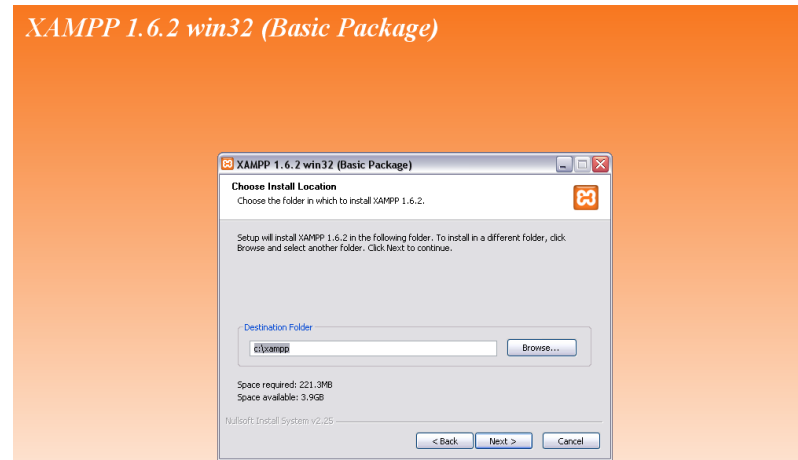 XAMPP 1.6.2 win32 (Basic Package)
XAMPP 1.6.2 win32 (Basic Package)
Choose Install Location
Choose the folder in which to install XAMPP 1.6.2.
Setup will install XAMPP 1.6.2 in the following folder. To install in a different folder, click
Browse and select another folder. Click Next to continue.
Destination Folder
c:\xampp
Browse...
Space required: 221.3MB
Space available: 3.9GB
Nullsoft Install System v2.25
< Back Next > Cancel